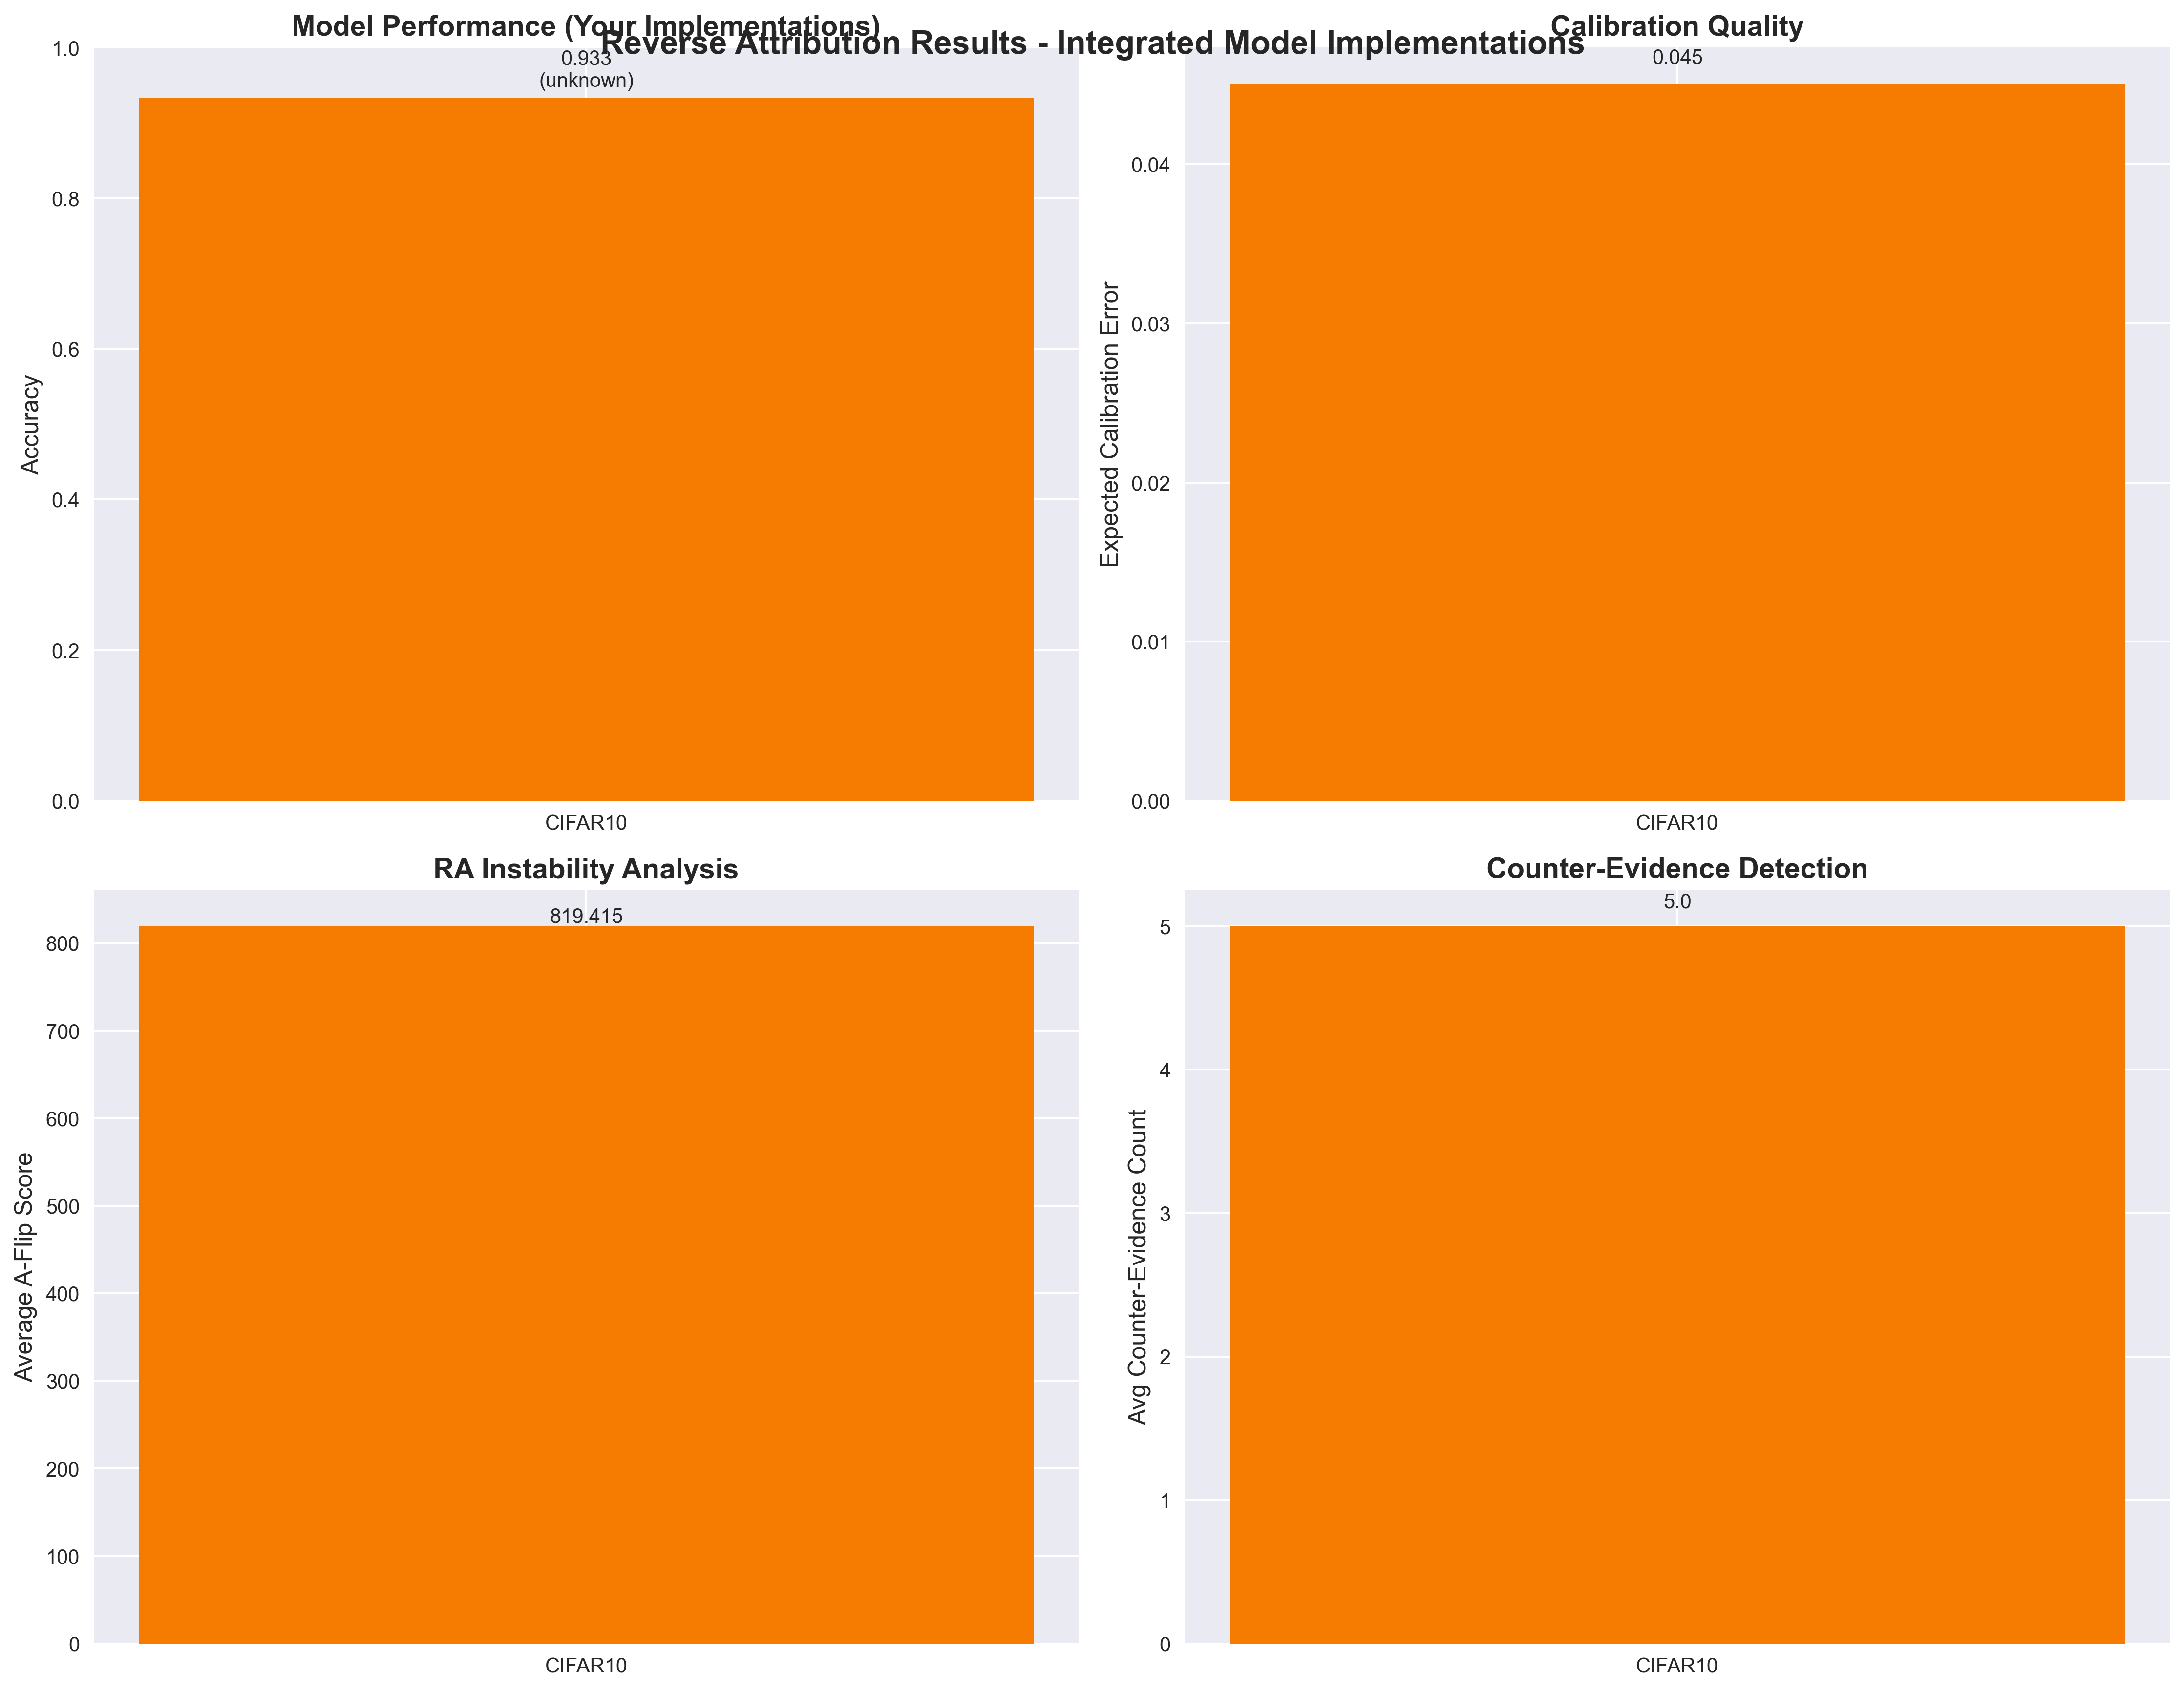 Reverse Attribution Results - Integrated Model Implementations
Model Performance (Your Implementations)
0.933
(unknown)
1.0
0.8
0.6
0.4
0.2
0.0
Accuracy
CIFAR10
Calibration Quality
0.045
0.04
0.03
0.02
0.01
0.00
Expected Calibration Error
CIFAR10
RA Instability Analysis
819.415
800
700
600
500
400
300
200
100
0
Average A-Flip Score
CIFAR10
Counter-Evidence Detection
5.0
5
4
3
2
1
0
Avg Counter-Evidence Count
CIFAR10